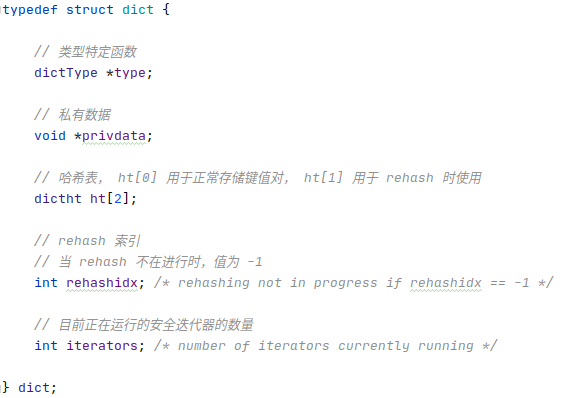 typedef struct dict {
// 类型特定函数
dictType *type;
// 私有数据
void *privdata;
// 哈希表， ht[0] 用于正常存储键值对， ht[1] 用于 rehash 时使用
dictht ht[2];
// rehash 索引
// 当 rehash 不在进行时，值为 -1
int rehashidx; /* rehashing not in progress if rehashidx == -1 */
// 目前正在运行的安全迭代器的数量
int iterators; /* number of iterators currently running */
} dict;